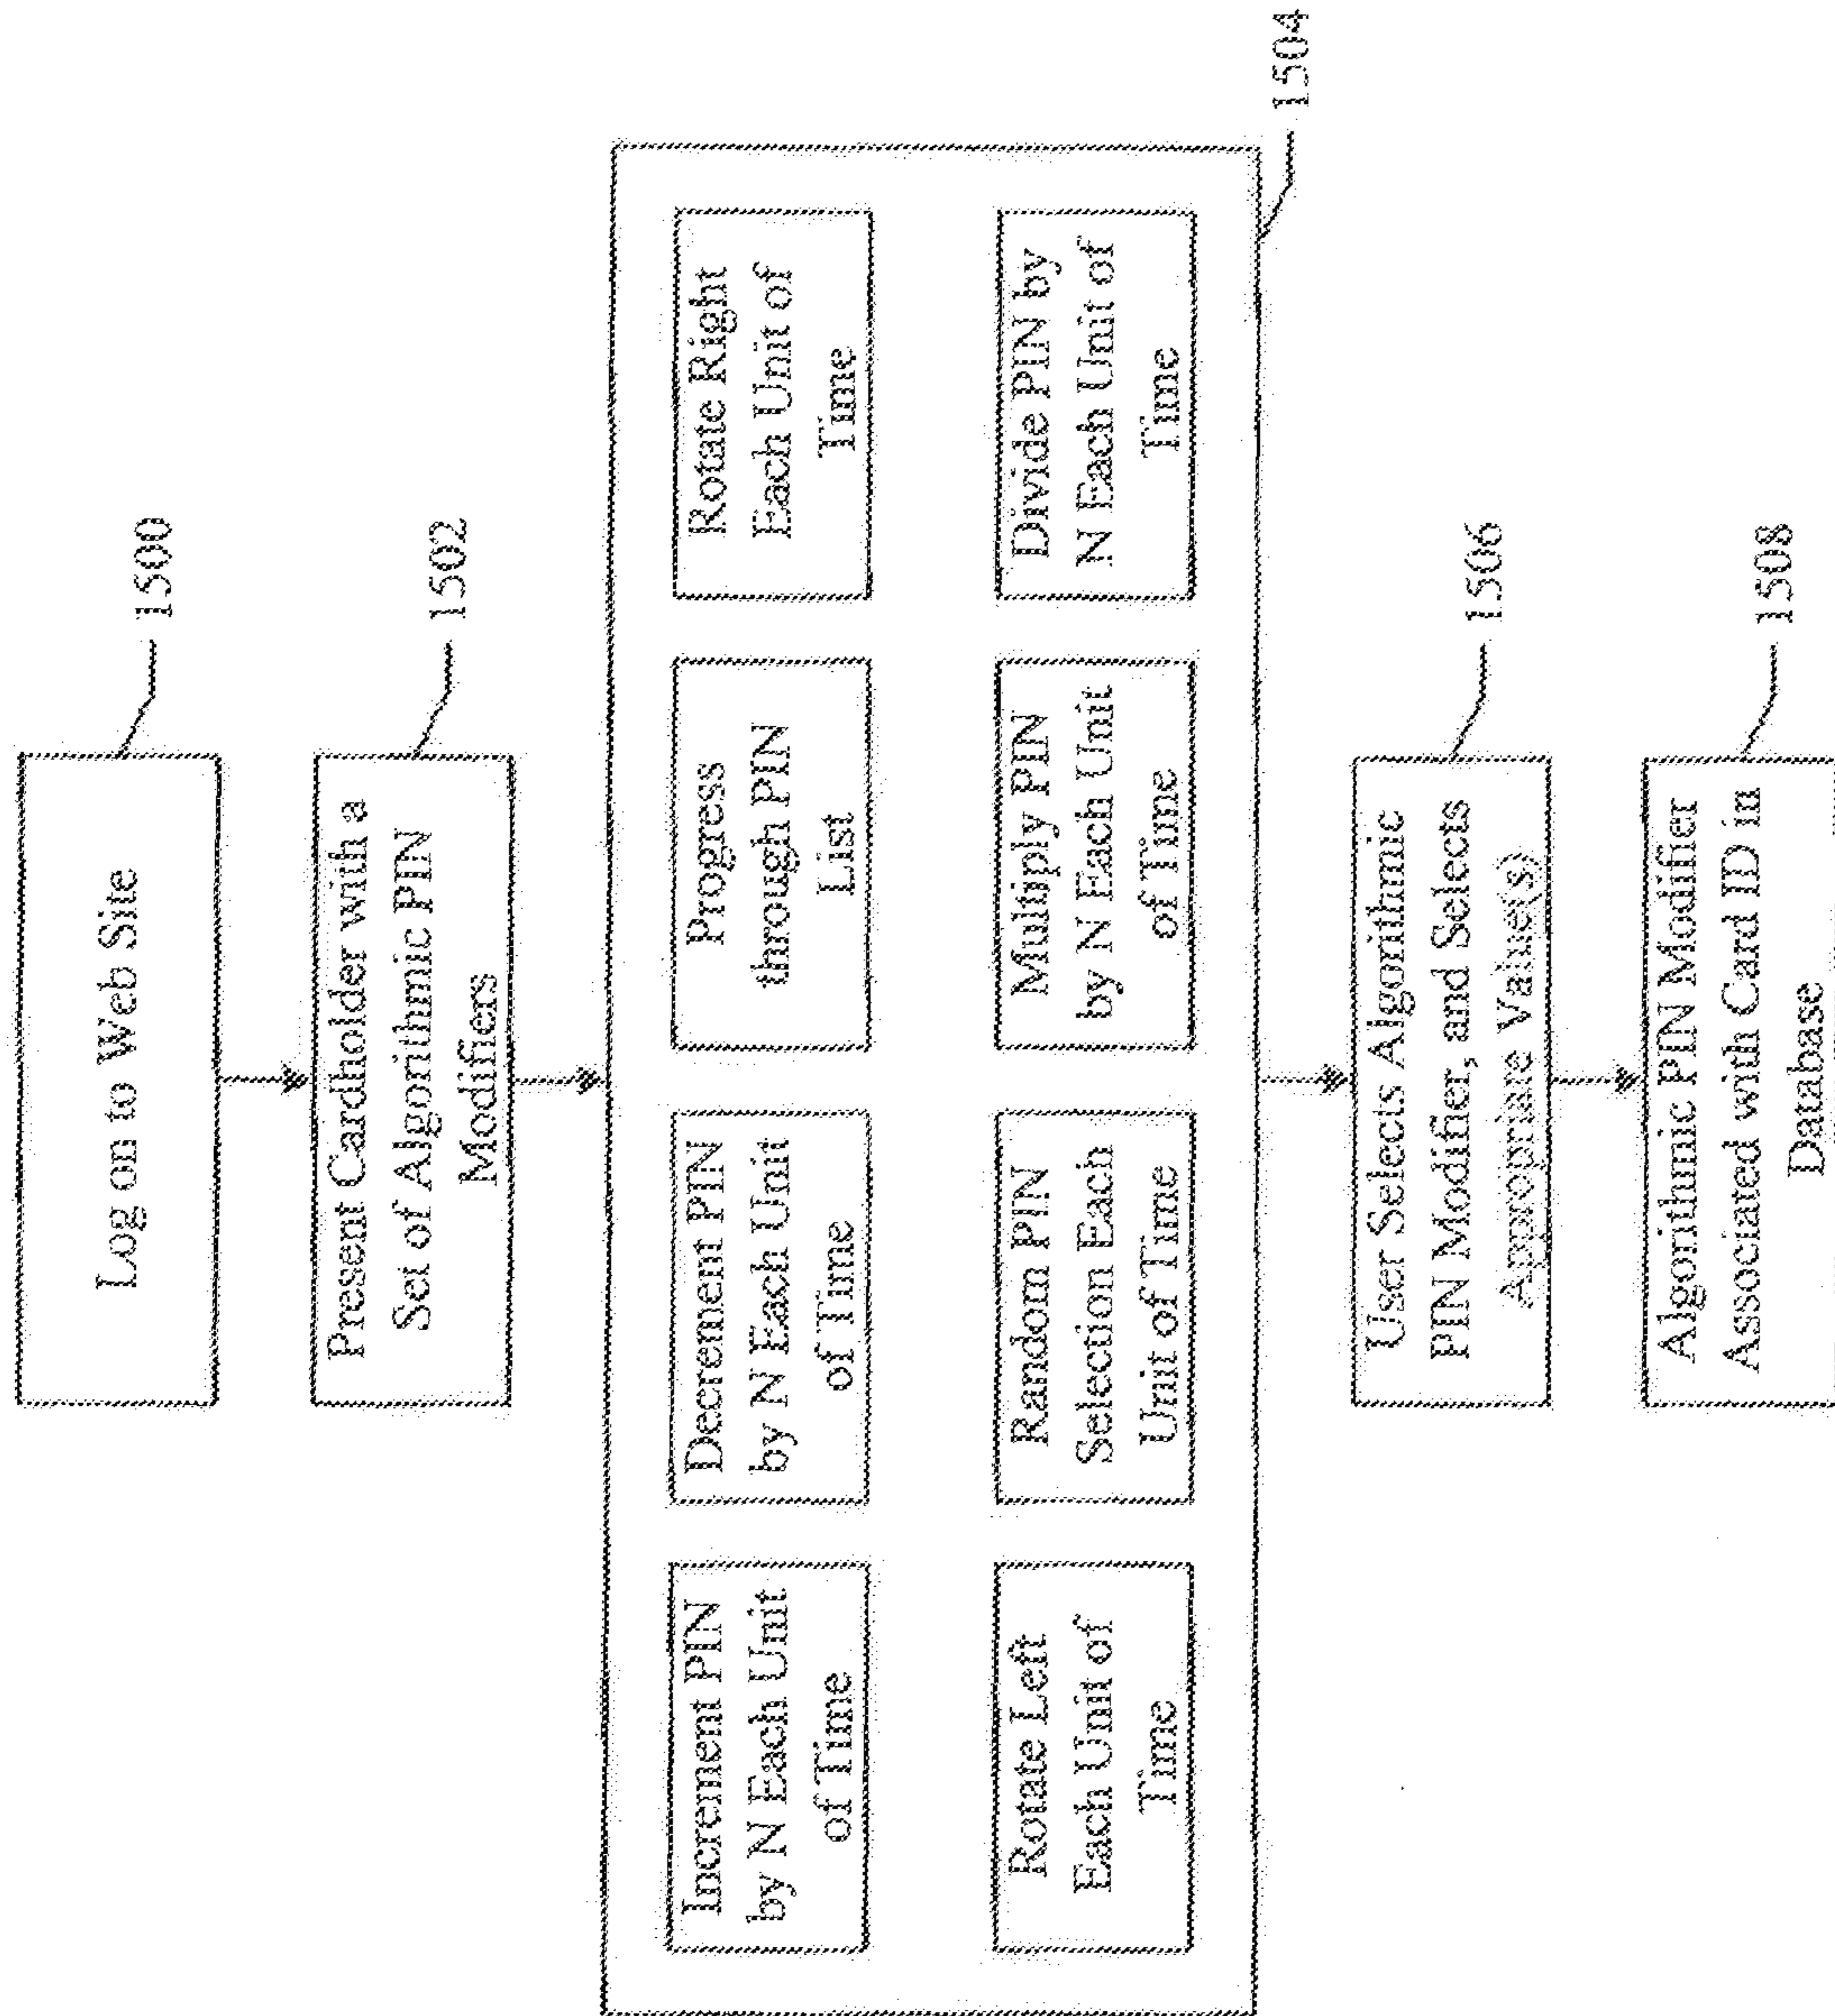 Log on to Web Site
1500
Present Cardholder with a
Set of Algorithmic PIN
Modifiers
1502
Increment PIN
by N Each Unit
of Time
Decrement PIN
by N Each Unit
of Time
Progress
through PIN
List
Rotate Right
Each Unit of
Time
Rotate Left
Each Unit of
Time
Random PIN
Selection Each
Unit of Time
Multiply PIN
by N Each Unit
of Time
Divide PIN by
N Each Unit of
Time
1504
User Selects Algorithmic
PIN Modifier, and Selects
Appropriate Value(s)
1506
Algorithmic PIN Modifier
Associated with Card ID in
Database
1508